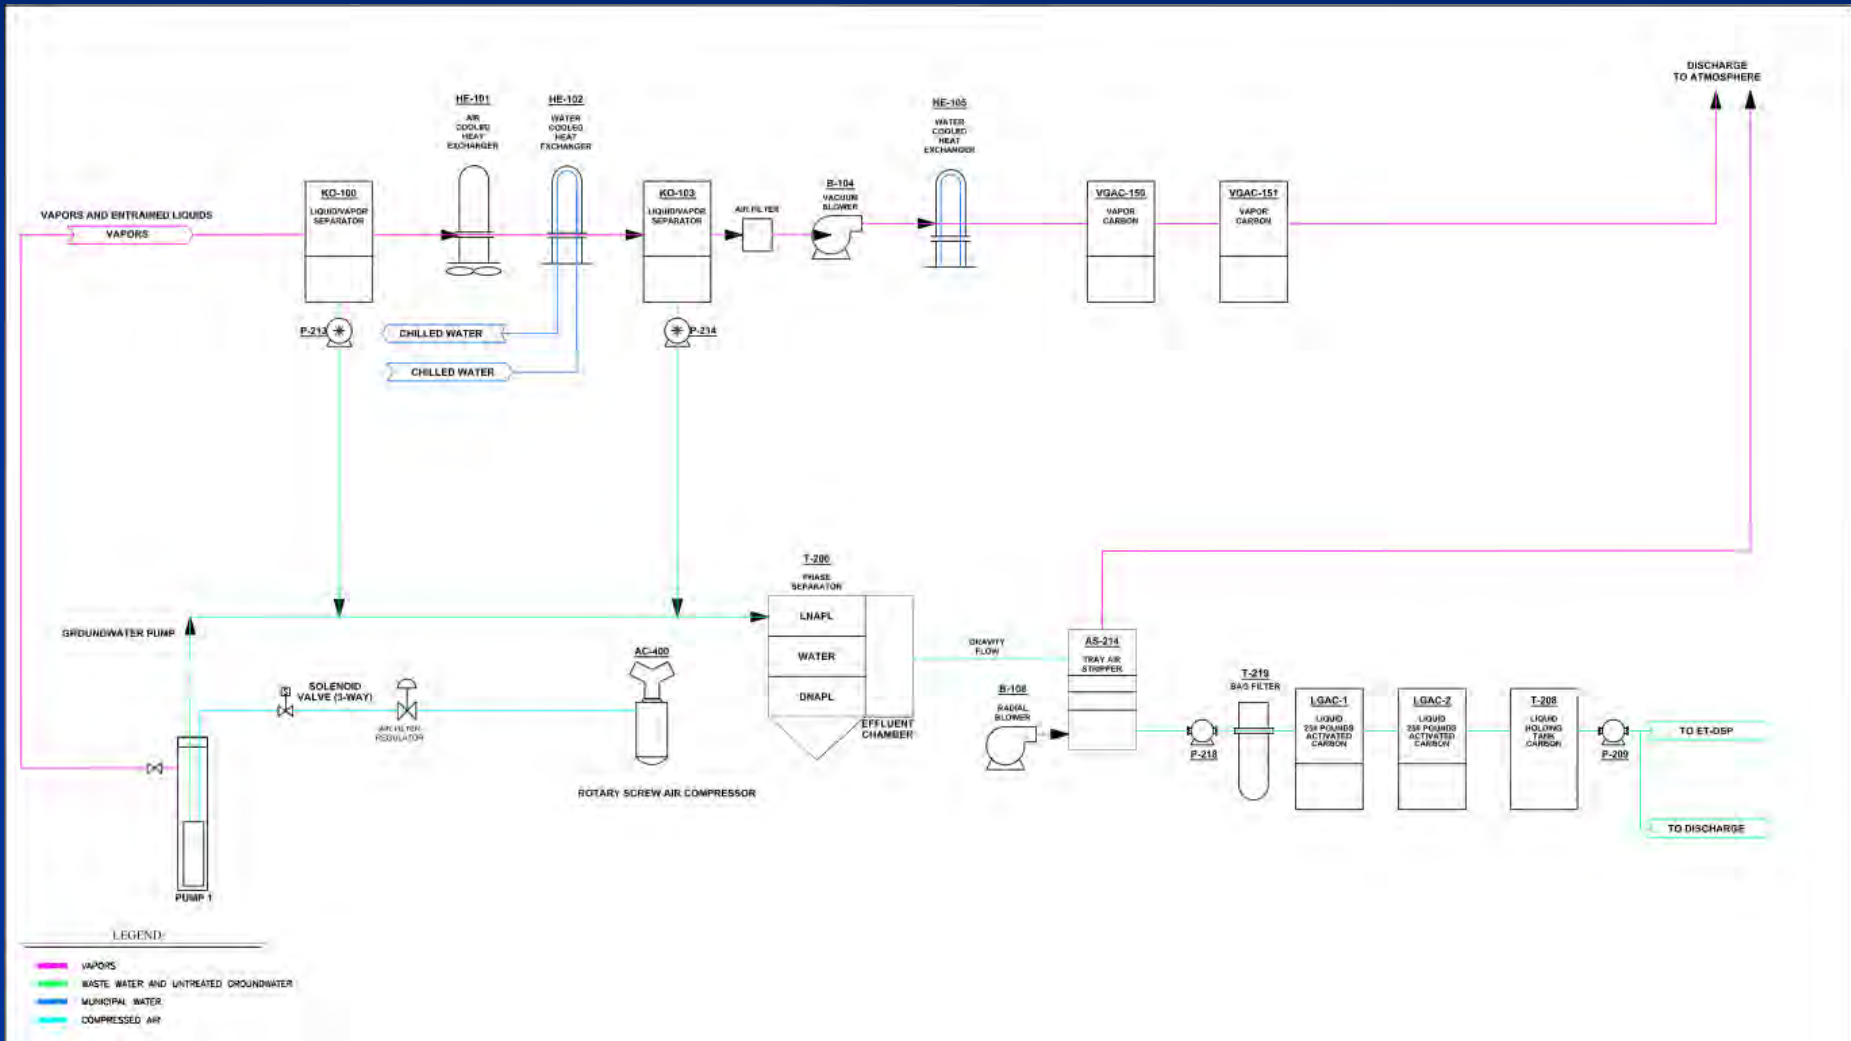 DISCHARGE
TO ATMOSPHERE
HE-101
AIR
COOLED
HEAT
EXCHANGER
HE-102
WATER
COOLED
HEAT
EXCHANGER
HE-105
WATER
COOLED
HEAT
EXCHANGER
KO-100
LIQUID/VAPOR
SEPARATOR
KO-103
LIQUID/VAPOR
SEPARATOR
AIR FILTER
B-104
VACUUM
BLOWER
VGAC-150
VAPOR
CARBON
VGAC-151
VAPOR
CARBON
VAPORS AND ENTRAINED LIQUIDS
VAPORS
P-213
CHILLED WATER
CHILLED WATER
P-214
T-200
PHASE
SEPARATOR
LNAPL
WATER
DNAPL
EFFLUENT
CHAMBER
GROUNDWATER PUMP
SOLENOID
VALVE (3-WAY)
S
AIR FILTER
REGULATOR
AC-400
ROTARY SCREW AIR COMPRESSOR
GRAVITY
FLOW
AS-214
TRAY AIR
STRIPPER
B-108
RADIAL
BLOWER
P-218
T-219
BAG FILTER
LGAC-1
LIQUID
250 POUNDS
ACTIVATED
CARBON
LGAC-2
LIQUID
250 POUNDS
ACTIVATED
CARBON
T-208
LIQUID
HOLDING
TANK
CARBON
P-209
TO ET-DSP
TO DISCHARGE
PUMP 1
LEGEND:
VAPORS
WASTE WATER AND UNTREATED GROUNDWATER
MUNICIPAL WATER
COMPRESSED AIR